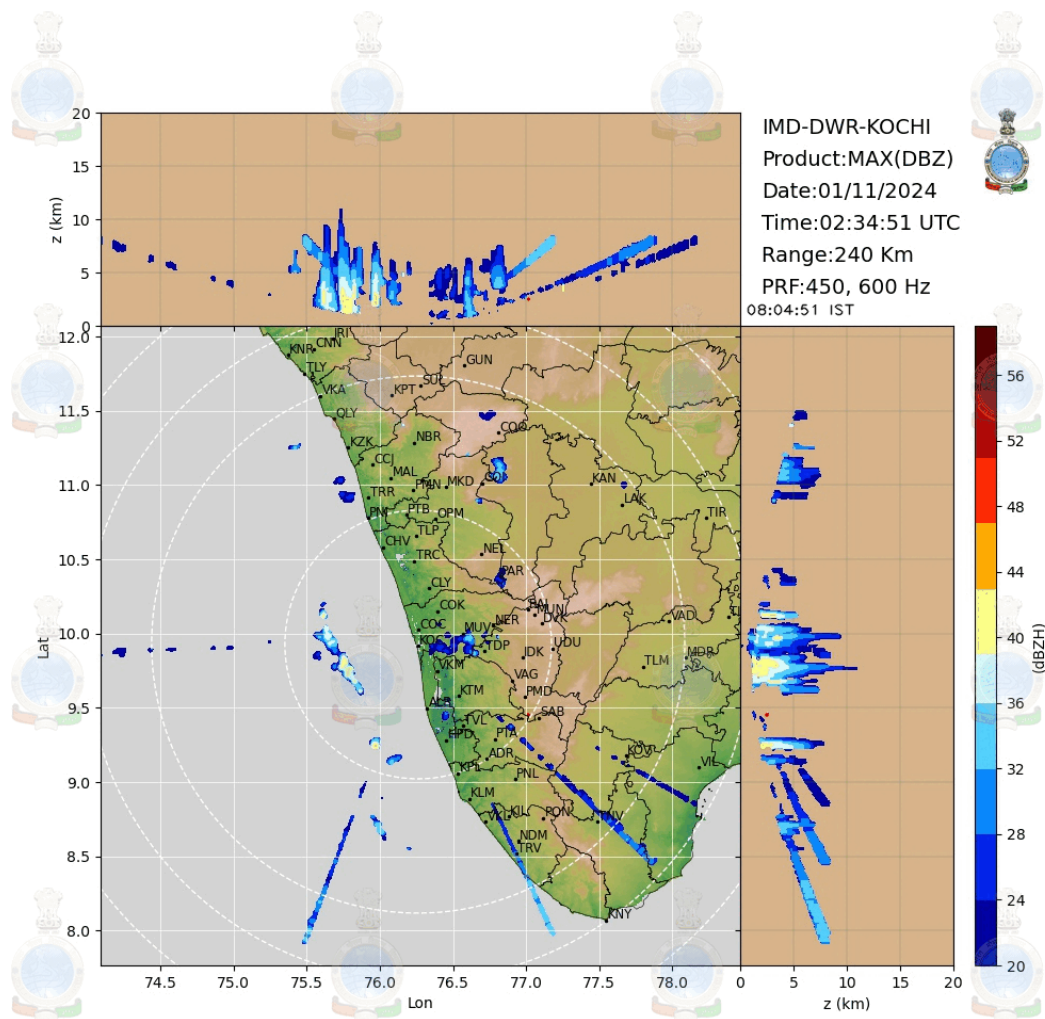 IMD-DWR-KOCHI
Product:MAX(DBZ)
Date:01/11/2024
Time:02:34:51 UTC
Range:240 Km
PRF:450, 600 Hz
08:04:51 IST
20
15
10
5
0
z (km)
12.0
11.5
11.0
10.5
10.0
9.5
9.0
8.5
8.0
Lat
IRI
CNN
KNR
TLY
VKA
QLY
KPT
SUL
GUN
KZK
NBR
COO
CCJ
MAL
PMN
MKD
COI
KAN
TRR
LAK
PNI
PTB
OPM
TIR
TLP
CHV
TRC
NEL
PAR
CLY
COK
MUN
DVK
COC
MUV
NER
VAD
TDP
UDU
IDK
VKM
TLM
MDR
VAG
KTM
PMD
ALP
SAB
TVL
HPD
PTA
ADR
KOV
KPL
PNL
VIL
KLM
VKL
KIL
PON
TNV
NDM
TRV
KNY
74.5
75.0
75.5
76.0
76.5
77.0
77.5
78.0
Lon
0
5
10
15
20
z (km)
56
52
48
44
40
36
32
28
24
20
(dBZH)